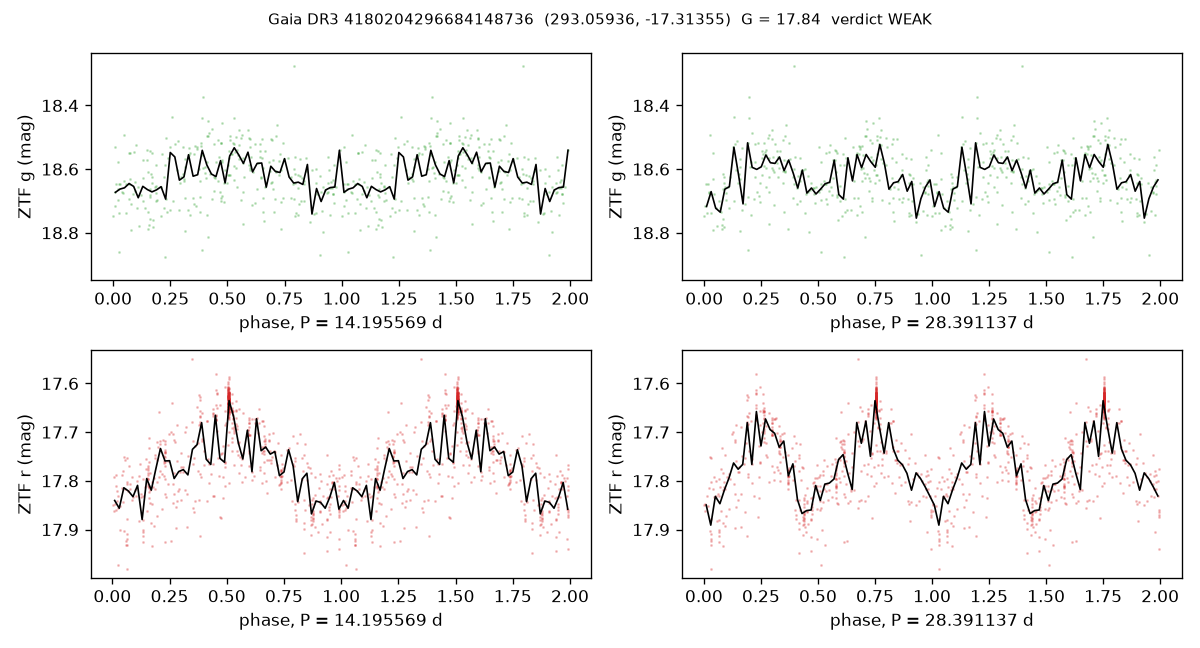 Gaia DR3 4180204296684148736  (293.05936, -17.31355)  G = 17.84  verdict WEAK
ZTF g (mag)
18.4
18.6
18.8
0.00 0.25 0.50 0.75 1.00 1.25 1.50 1.75 2.00
phase, P = 14.195569 d
ZTF g (mag)
18.4
18.6
18.8
0.00 0.25 0.50 0.75 1.00 1.25 1.50 1.75 2.00
phase, P = 28.391137 d
ZTF r (mag)
17.6
17.7
17.8
17.9
0.00 0.25 0.50 0.75 1.00 1.25 1.50 1.75 2.00
phase, P = 14.195569 d
ZTF r (mag)
17.6
17.7
17.8
17.9
0.00 0.25 0.50 0.75 1.00 1.25 1.50 1.75 2.00
phase, P = 28.391137 d